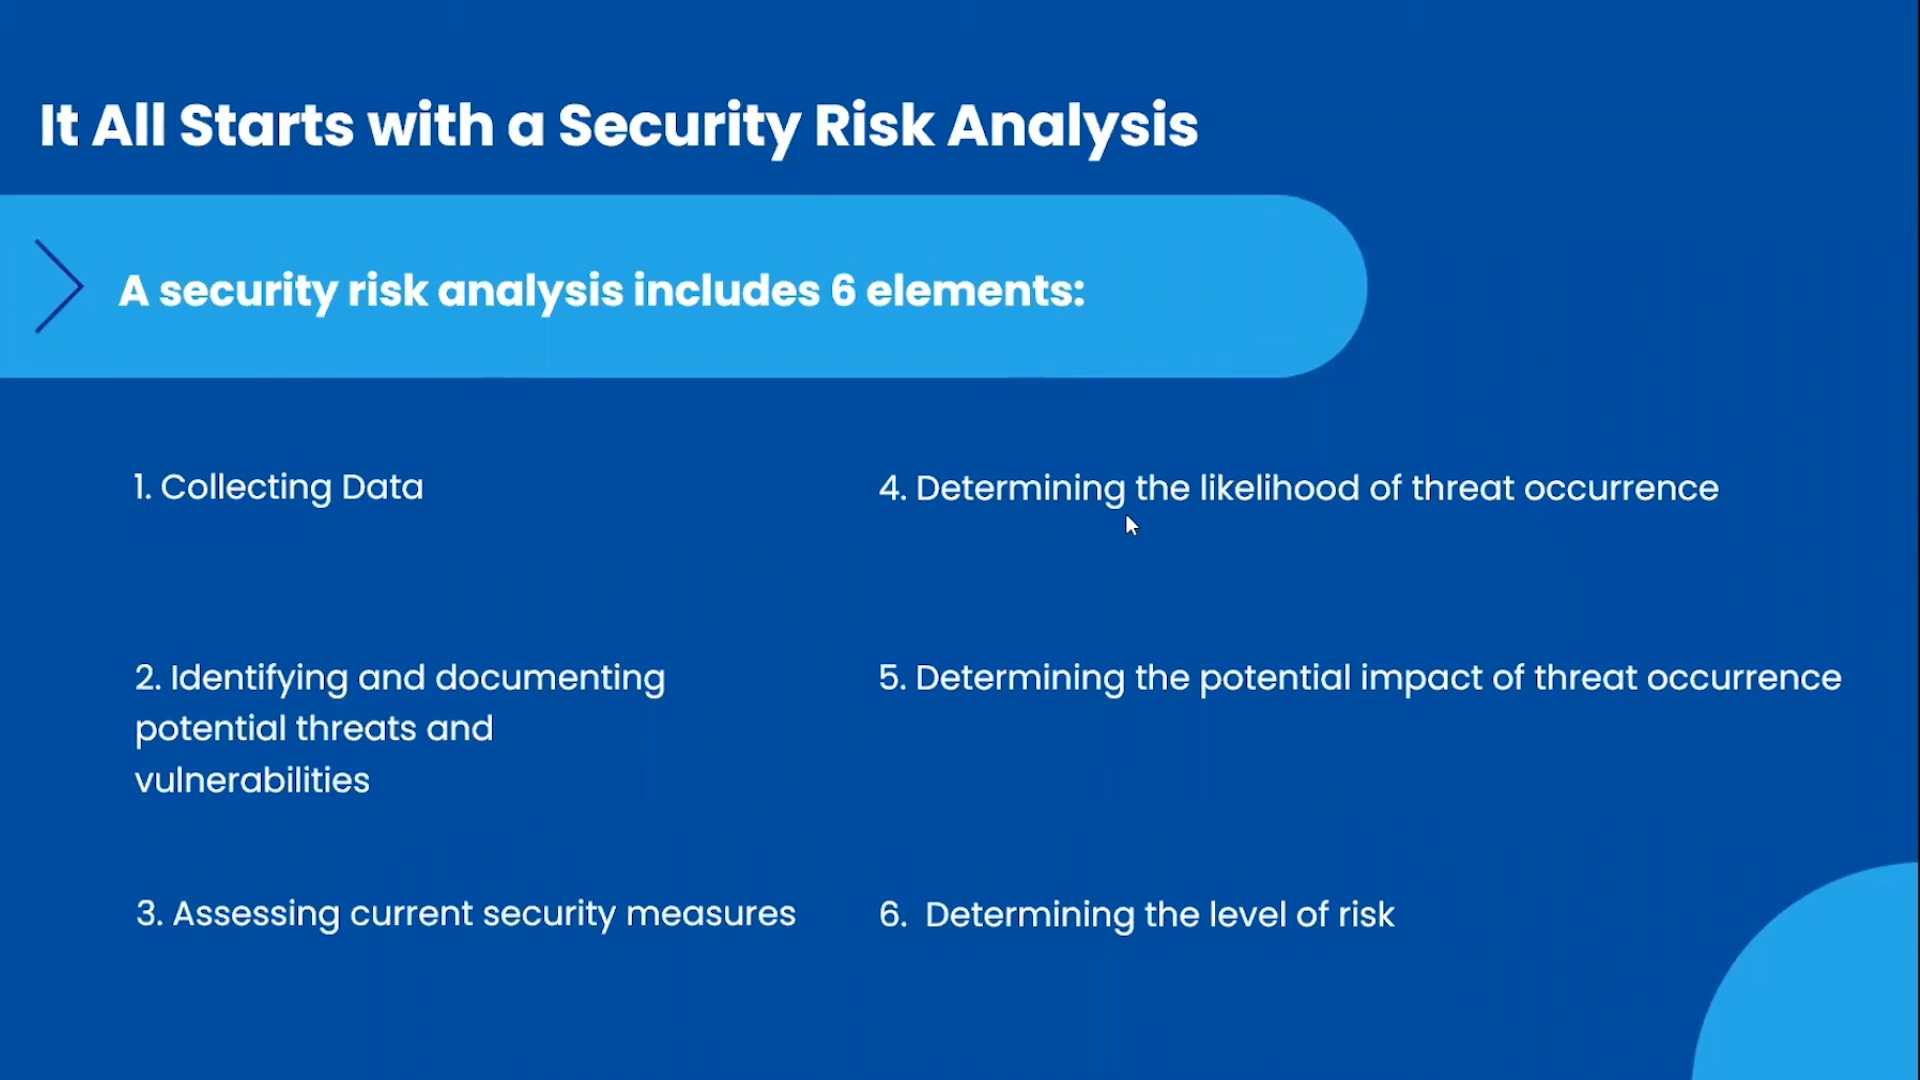 It All Starts with a Security Risk Analysis
A security risk analysis includes 6 elements:
1. Collecting Data
2. Identifying and documenting
potential threats and
vulnerabilities
3. Assessing current security measures
4. Determining the likelihood of threat occurrence
5. Determining the potential impact of threat occurrence
6.  Determining the level of risk